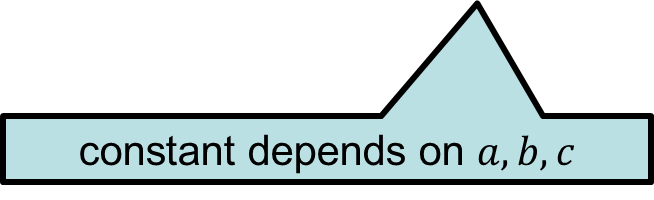 constant depends on a, b, c